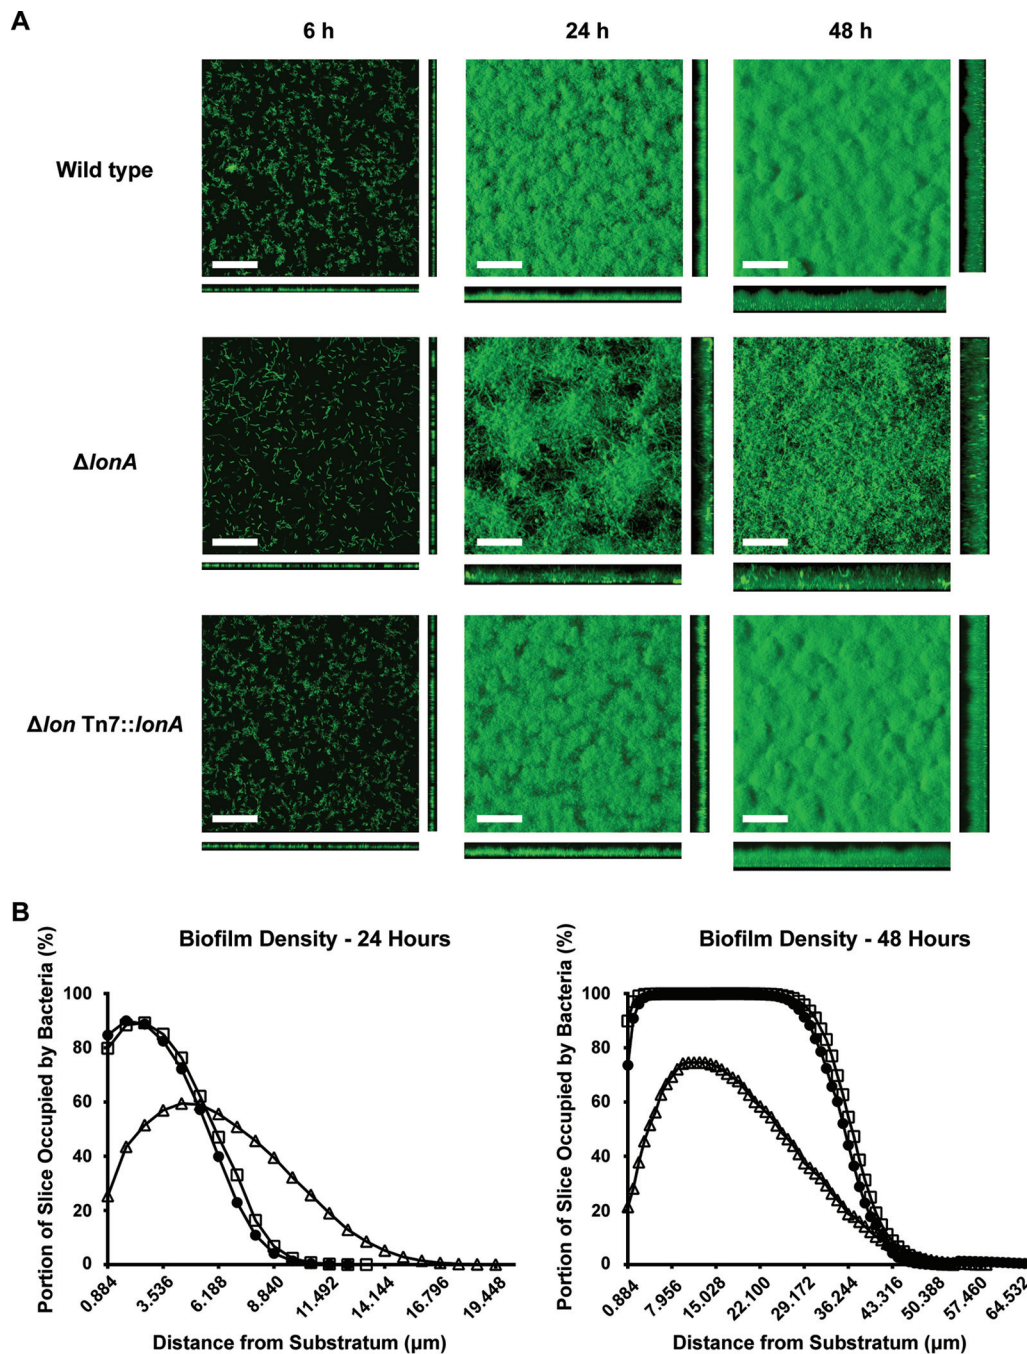 A
6 h
24 h
48 h
Wild type
ΔlonA
Δlon Tn7::lonA
B
Biofilm Density - 24 Hours
Portion of Slice Occupied by Bacteria (%)
100
80
60
40
20
0
0.884
3.536
6.188
8.840
11.492
14.144
16.796
19.448
Distance from Substratum (μm)
Biofilm Density - 48 Hours
Portion of Slice Occupied by Bacteria (%)
100
80
60
40
20
0
0.884
7.956
15.028
22.100
29.172
36.244
43.316
50.388
57.460
64.532
Distance from Substratum (μm)